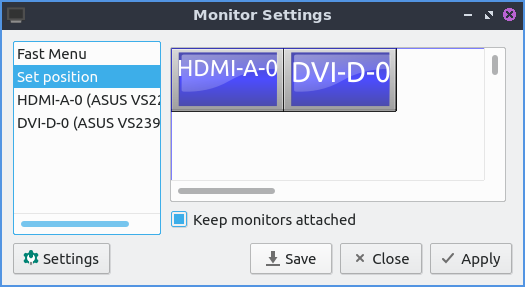 Monitor Settings
Fast Menu
Set position
HDMI-A-0 (ASUS VS22
DVI-D-0 (ASUS VS239
HDMI-A-0
DVI-D-0
Keep monitors attached
Settings
Save
Close
Apply